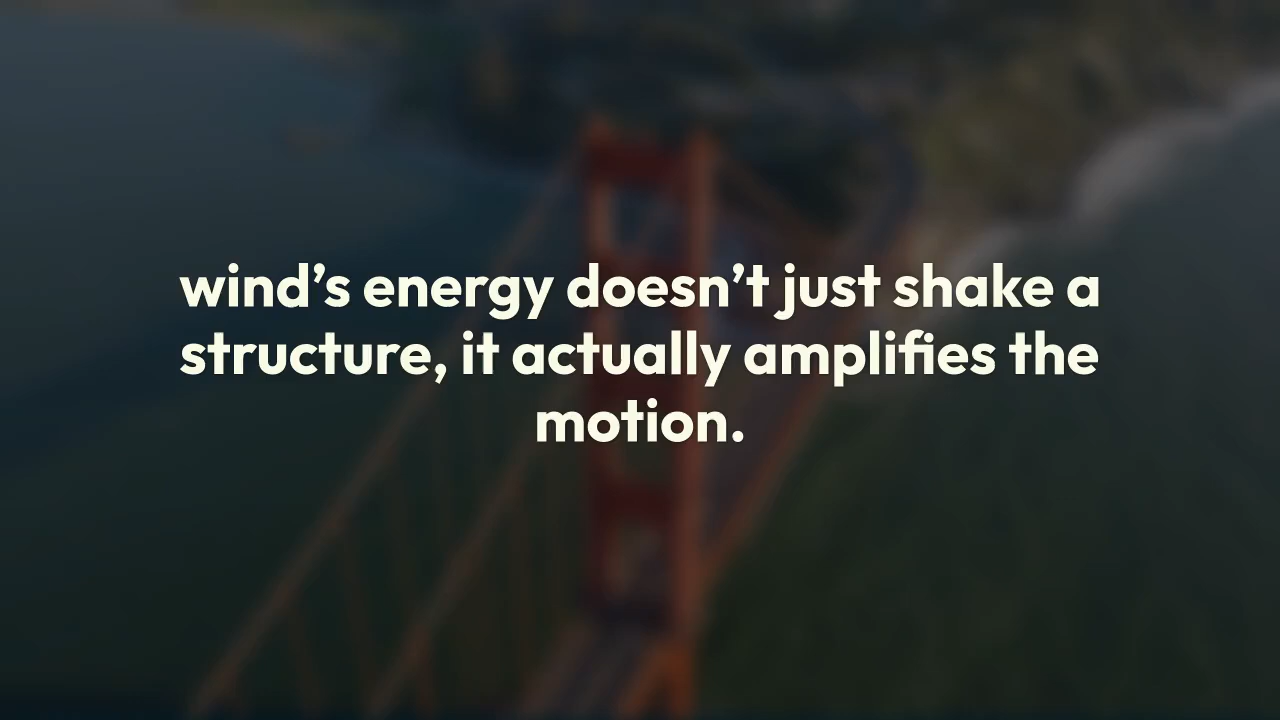 wind’s energy doesn’t just shake a
structure, it actually amplifies the
motion.